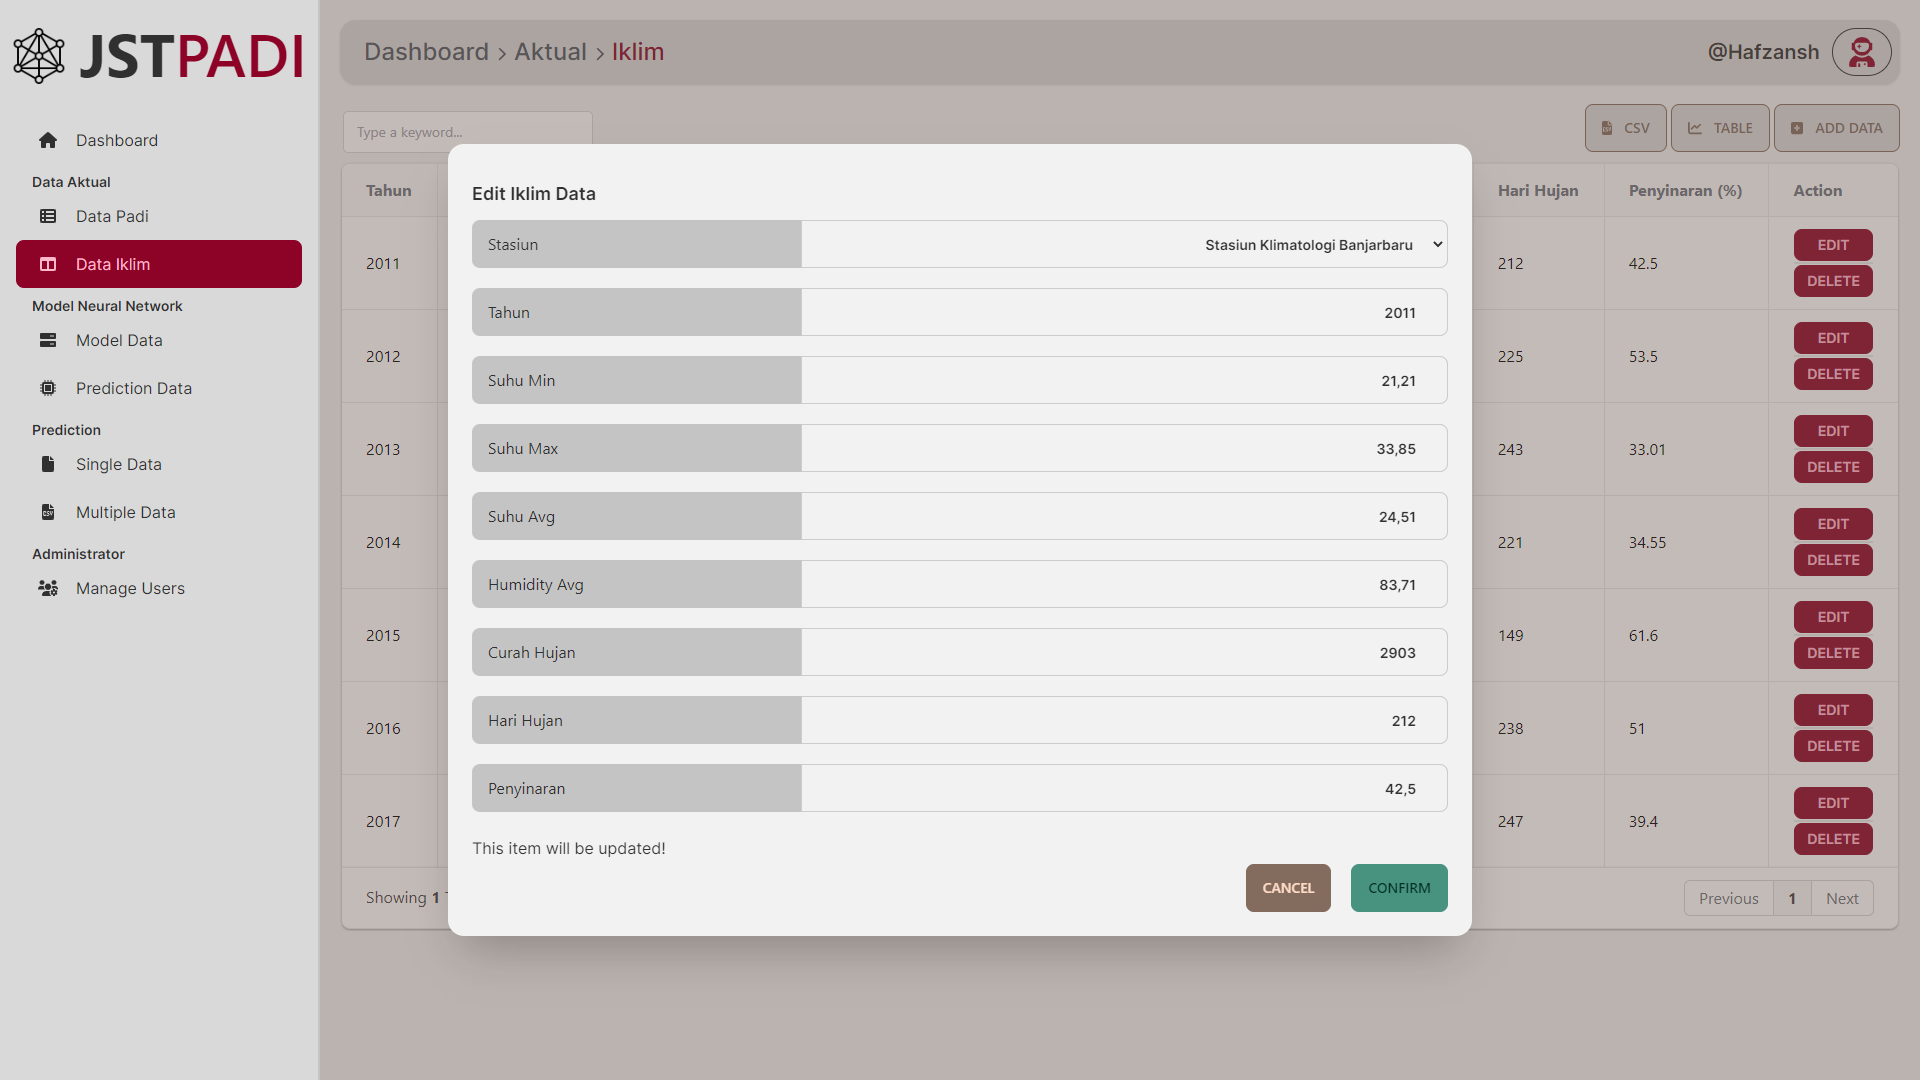 JSTPADI
Dashboard
Data Aktual
Data Padi
Data Iklim
Model Neural Network
Model Data
Prediction Data
Prediction
Single Data
Multiple Data
Administrator
Manage Users
Dashboard > Aktual > Iklim
@Hafzansh
Type a keyword...
CSV TABLE ADD DATA
Tahun Hari Hujan Penyinaran (%) Action
2011 212 42.5 EDIT DELETE
2012 225 53.5 EDIT DELETE
2013 243 33.01 EDIT DELETE
2014 221 34.55 EDIT DELETE
2015 149 61.6 EDIT DELETE
2016 238 51 EDIT DELETE
2017 247 39.4 EDIT DELETE
Showing 1
Previous 1 Next
Edit Iklim Data
Stasiun Stasiun Klimatologi Banjarbaru
Tahun 2011
Suhu Min 21,21
Suhu Max 33,85
Suhu Avg 24,51
Humidity Avg 83,71
Curah Hujan 2903
Hari Hujan 212
Penyinaran 42,5
This item will be updated!
CANCEL CONFIRM